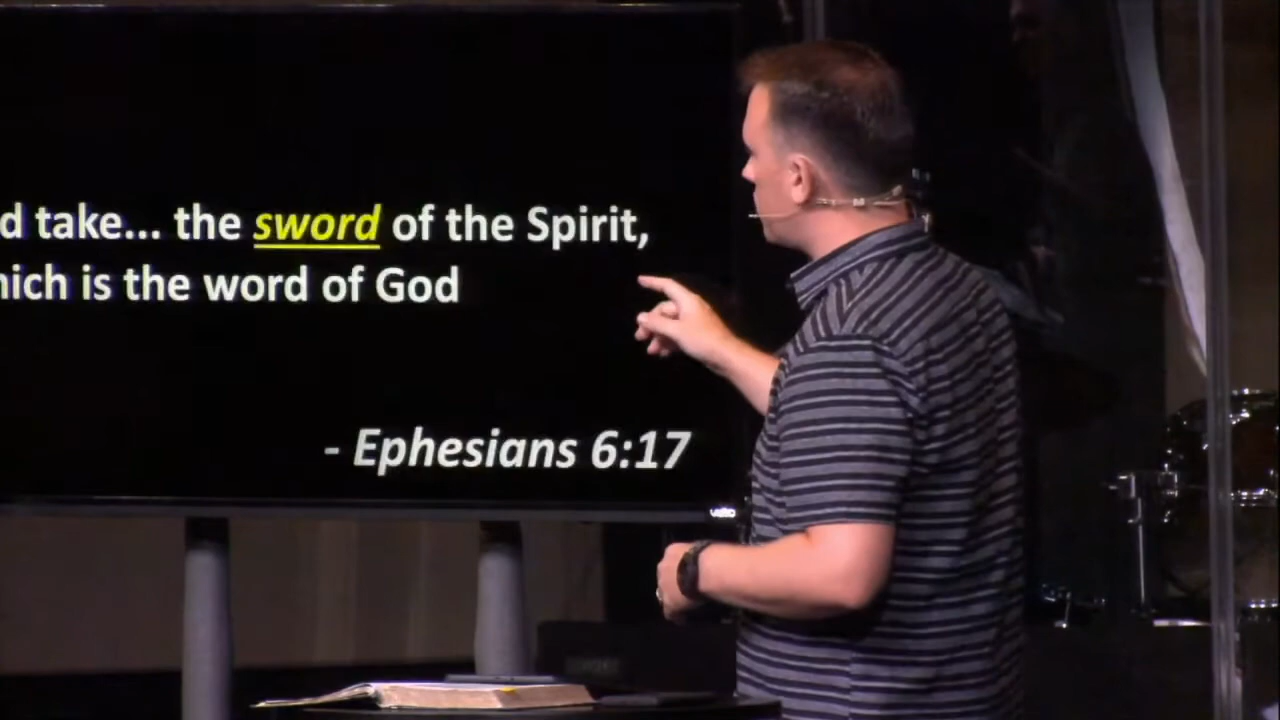 d take... the sword of the Spirit,
hich is the word of God
- Ephesians 6:17